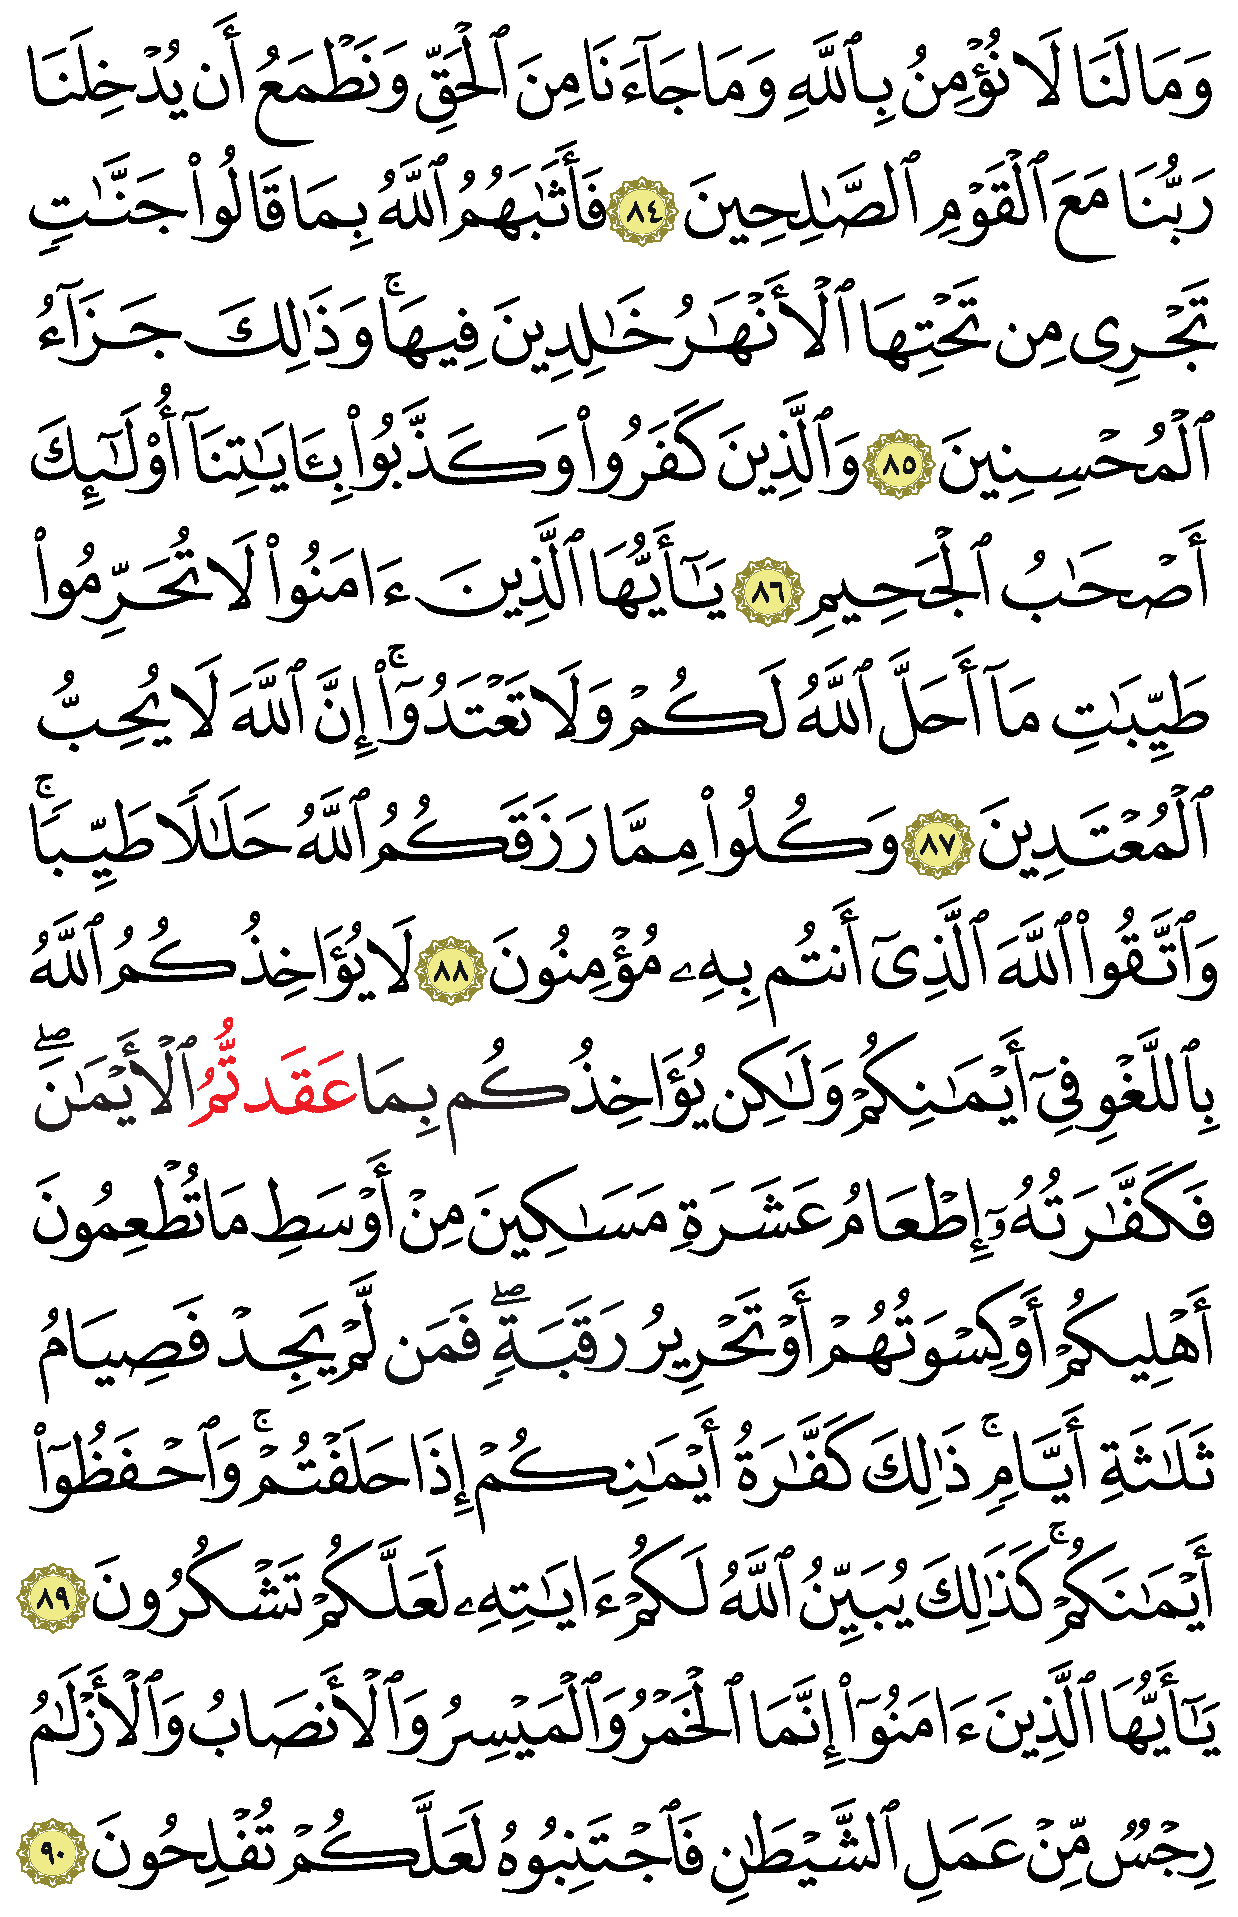 وَمَا لَنَا لَا نُؤْمِنُ بِٱللَّهِ وَمَا جَآءَنَا مِنَ ٱلْحَقِّ وَنَطْمَعُ أَن يُدْخِلَنَا
رَبُّنَا مَعَ ٱلْقَوْمِ ٱلصَّٰلِحِينَ ٨٤ فَأَثَٰبَهُمُ ٱللَّهُ بِمَا قَالُوا۟ جَنَّٰتٍ
تَجْرِى مِن تَحْتِهَا ٱلْأَنْهَٰرُ خَٰلِدِينَ فِيهَا ۚ وَذَٰلِكَ جَزَآءُ
ٱلْمُحْسِنِينَ ٨٥ وَٱلَّذِينَ كَفَرُوا۟ وَكَذَّبُوا۟ بِـَٔايَٰتِنَآ أُو۟لَٰٓئِكَ
أَصْحَٰبُ ٱلْجَحِيمِ ٨٦ يَٰٓأَيُّهَا ٱلَّذِينَ ءَامَنُوا۟ لَا تُحَرِّمُوا۟
طَيِّبَٰتِ مَآ أَحَلَّ ٱللَّهُ لَكُمْ وَلَا تَعْتَدُوٓا۟ ۚ إِنَّ ٱللَّهَ لَا يُحِبُّ
ٱلْمُعْتَدِينَ ٨٧ وَكُلُوا۟ مِمَّا رَزَقَكُمُ ٱللَّهُ حَلَٰلًا طَيِّبًا ۚ
وَٱتَّقُوا۟ ٱللَّهَ ٱلَّذِىٓ أَنتُم بِهِۦ مُؤْمِنُونَ ٨٨ لَا يُؤَاخِذُكُمُ ٱللَّهُ
بِٱللَّغْوِ فِىٓ أَيْمَٰنِكُمْ وَلَٰكِن يُؤَاخِذُكُم بِمَا عَقَدتُّمُ ٱلْأَيْمَٰنَ ۖ
فَكَفَّٰرَتُهُۥٓ إِطْعَامُ عَشَرَةِ مَسَٰكِينَ مِنْ أَوْسَطِ مَا تُطْعِمُونَ
أَهْلِيكُمْ أَوْ كِسْوَتُهُمْ أَوْ تَحْرِيرُ رَقَبَةٍ ۖ فَمَن لَّمْ يَجِدْ فَصِيَامُ
ثَلَٰثَةِ أَيَّامٍ ۚ ذَٰلِكَ كَفَّٰرَةُ أَيْمَٰنِكُمْ إِذَا حَلَفْتُمْ ۚ وَٱحْفَظُوٓا۟
أَيْمَٰنَكُمْ ۚ كَذَٰلِكَ يُبَيِّنُ ٱللَّهُ لَكُمْ ءَايَٰتِهِۦ لَعَلَّكُمْ تَشْكُرُونَ ٨٩
يَٰٓأَيُّهَا ٱلَّذِينَ ءَامَنُوٓا۟ إِنَّمَا ٱلْخَمْرُ وَٱلْمَيْسِرُ وَٱلْأَنصَابُ وَٱلْأَزْلَٰمُ
رِجْسٌ مِّنْ عَمَلِ ٱلشَّيْطَٰنِ فَٱجْتَنِبُوهُ لَعَلَّكُمْ تُفْلِحُونَ ٩٠